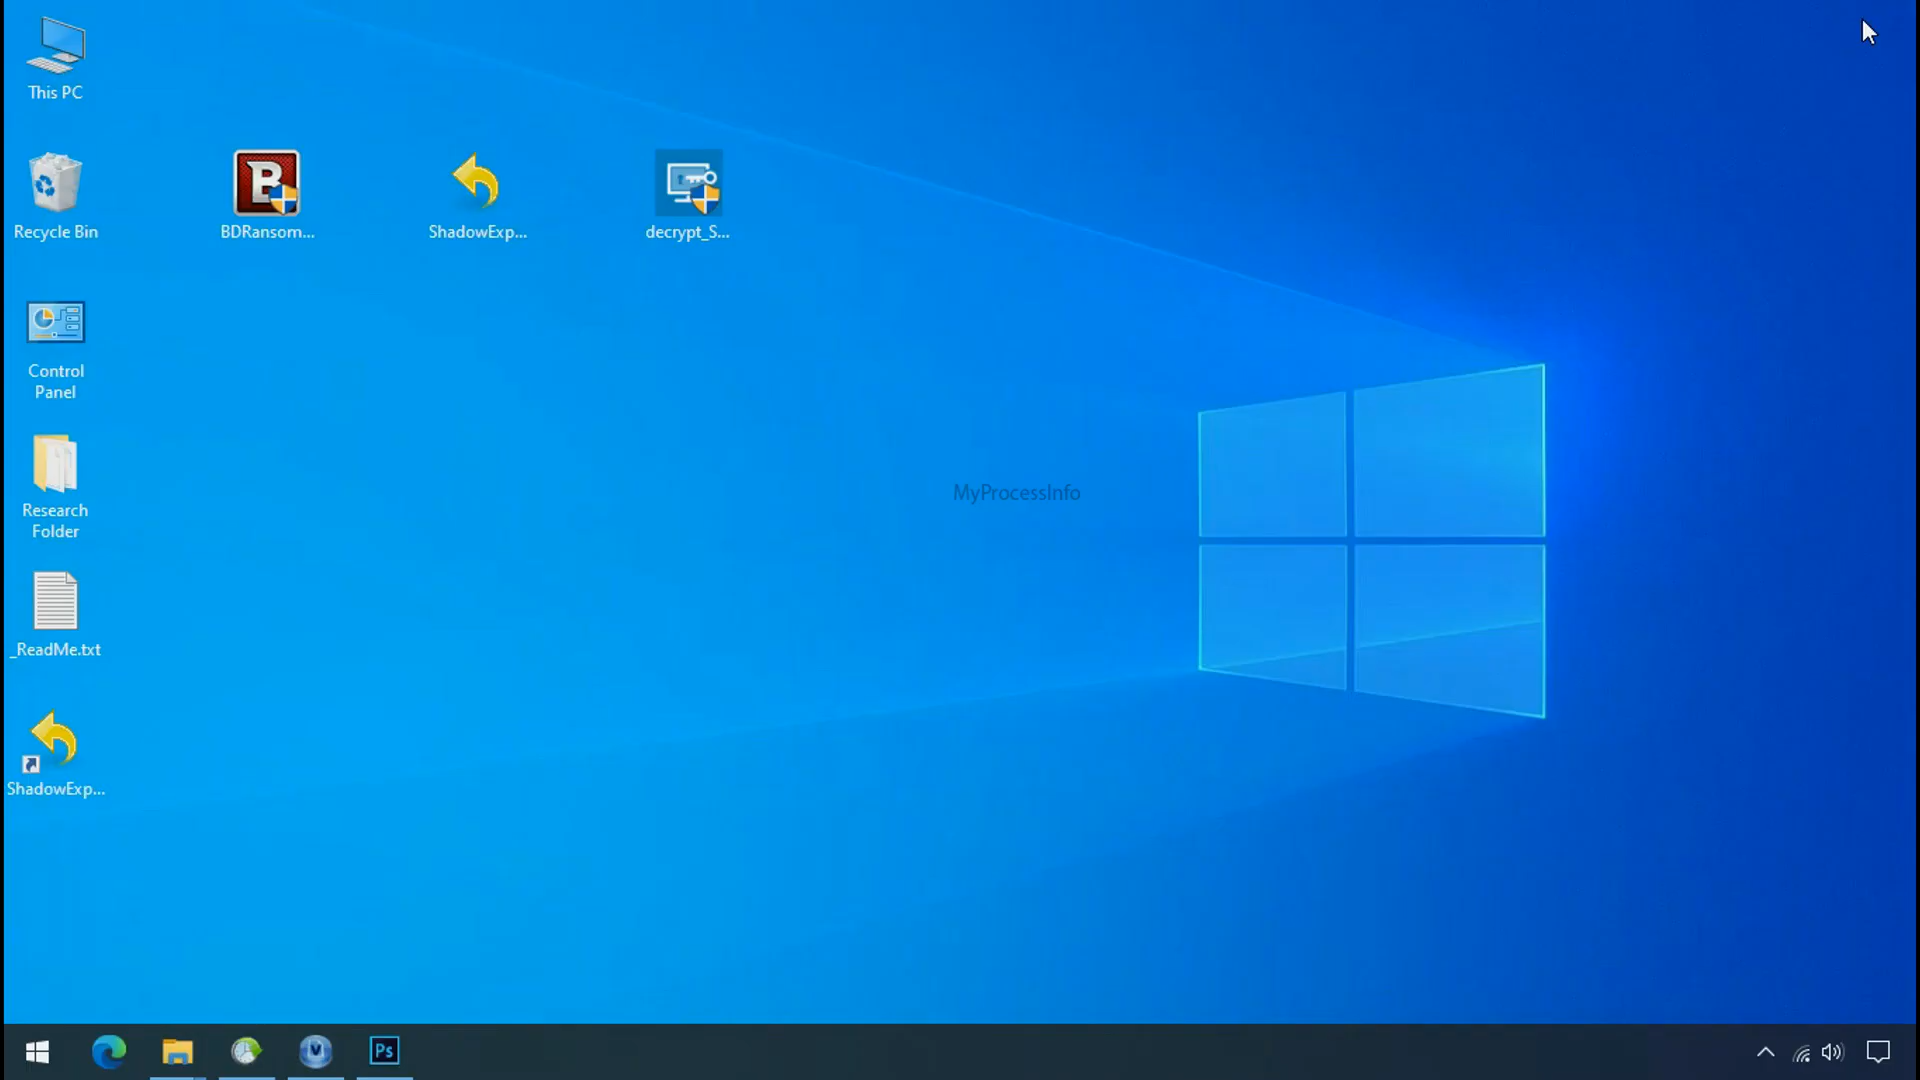 This PC
Recycle Bin
BDRansom...
ShadowExp...
decrypt_S...
Control
Panel
MyProcessInfo
Research
Folder
_ReadMe.txt
ShadowExp...
Ps